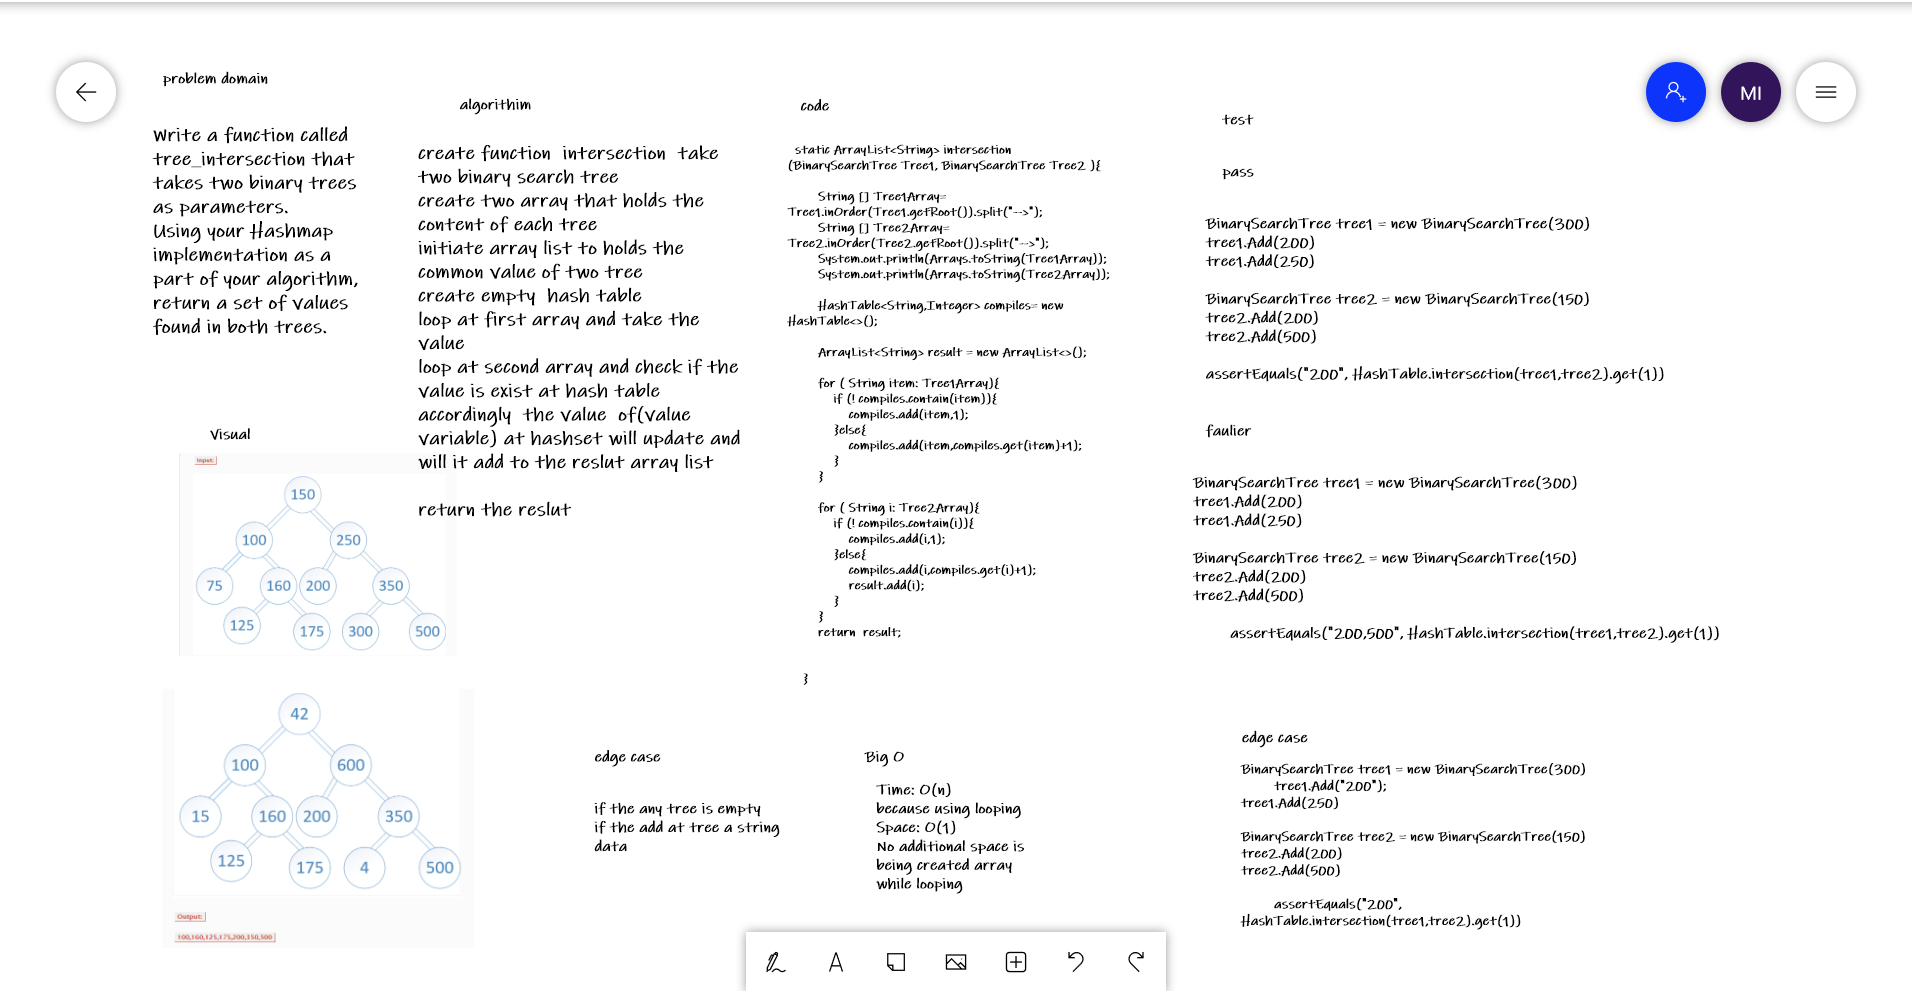 problem domain
Write a function called
tree_intersection that
takes two binary trees
as parameters.
Using your Hashmap
implementation as a
part of your algorithm,
return a set of values
found in both trees.
Visual
Input:
150
100
250
75
160
200
350
125
175
300
500
42
100
600
15
160
200
350
125
175
4
500
Output:
100,160,125,175,200,350,500
algorithim
create function intersection take
two binary search tree
create two array that holds the
content of each tree
initiate array list to holds the
common value of two tree
create empty hash table
loop at first array and take the
value
loop at second array and check if the
value is exist at hash table
accordingly the value of(value
variable) at hashset will update and
will it add to the reslut array list
return the reslut
code
static ArrayList<String> intersection
(BinarySearchTree Tree1, BinarySearchTree Tree2 ){
String [] Tree1Array=
Tree1.inOrder(Tree1.getRoot()).split("-->");
String [] Tree2Array=
Tree2.inOrder(Tree2.getRoot()).split("-->");
System.out.println(Arrays.toString(Tree1Array));
System.out.println(Arrays.toString(Tree2Array));
HashTable<String,Integer> compiles= new
HashTable<>();
ArrayList<String> result = new ArrayList<>();
for ( String item: Tree1Array){
if (! compiles.contain(item)){
compiles.add(item,1);
}else{
compiles.add(item,compiles.get(item)+1);
}
}
for ( String i: Tree2Array){
if (! compiles.contain(i)){
compiles.add(i,1);
}else{
compiles.add(i,compiles.get(i)+1);
result.add(i);
}
}
return result;
}
edge case
if the any tree is empty
if the add at tree a string
data
Big O
Time: O(n)
because using looping
Space: O(1)
No additional space is
being created array
while looping
MI
test
pass
BinarySearchTree tree1 = new BinarySearchTree(300)
tree1.Add(200)
tree1.Add(250)
BinarySearchTree tree2 = new BinarySearchTree(150)
tree2.Add(200)
tree2.Add(500)
assertEquals("200", HashTable.intersection(tree1,tree2).get(1))
faulier
BinarySearchTree tree1 = new BinarySearchTree(300)
tree1.Add(200)
tree1.Add(250)
BinarySearchTree tree2 = new BinarySearchTree(150)
tree2.Add(200)
tree2.Add(500)
assertEquals("200,500", HashTable.intersection(tree1,tree2).get(1))
edge case
BinarySearchTree tree1 = new BinarySearchTree(300)
tree1.Add("200");
tree1.Add(250)
BinarySearchTree tree2 = new BinarySearchTree(150)
tree2.Add(200)
tree2.Add(500)
assertEquals("200",
HashTable.intersection(tree1,tree2).get(1))